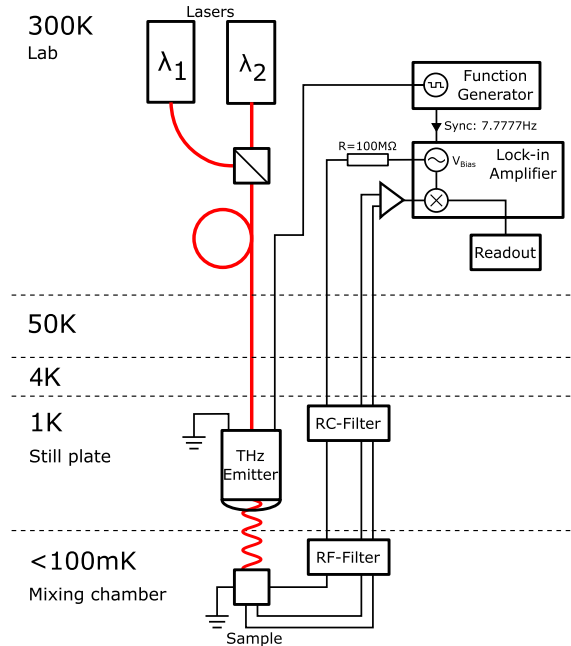 300K
Lab
Lasers
λ1
λ2
Function
Generator
Sync: 7.7777Hz
R=100MΩ
VBias
Lock-in
Amplifier
Readout
50K
4K
1K
Still plate
RC-Filter
THz
Emitter
<100mK
Mixing chamber
RF-Filter
Sample